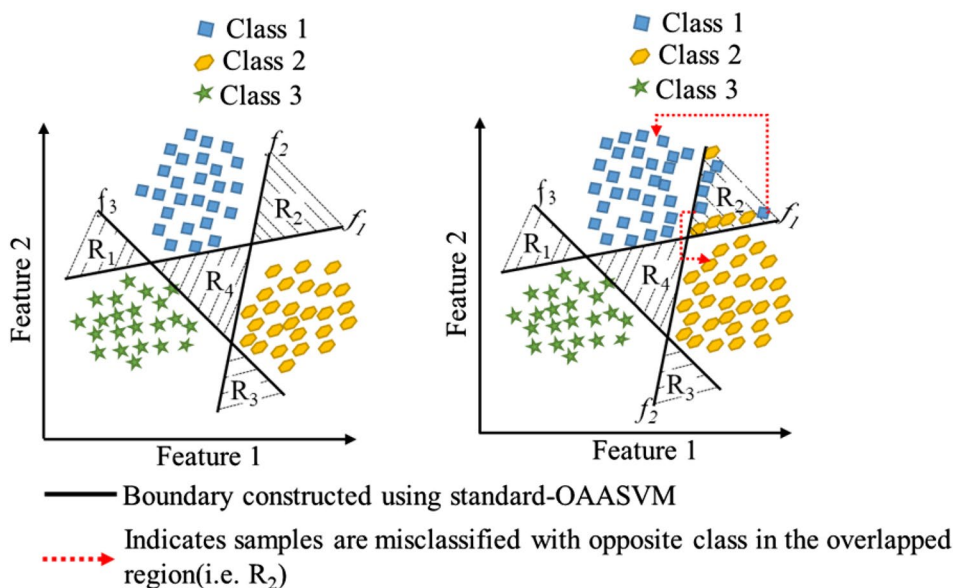 Class 1
Class 2
Class 3
f2
f3
R2
f1
R1
R4
R3
Feature 2
Feature 1
Class 1
Class 2
Class 3
R2
f1
f3
R1
R4
R3
f2
Feature 2
Feature 1
Boundary constructed using standard-OAASVM
Indicates samples are misclassified with opposite class in the overlapped
region(i.e. R2)